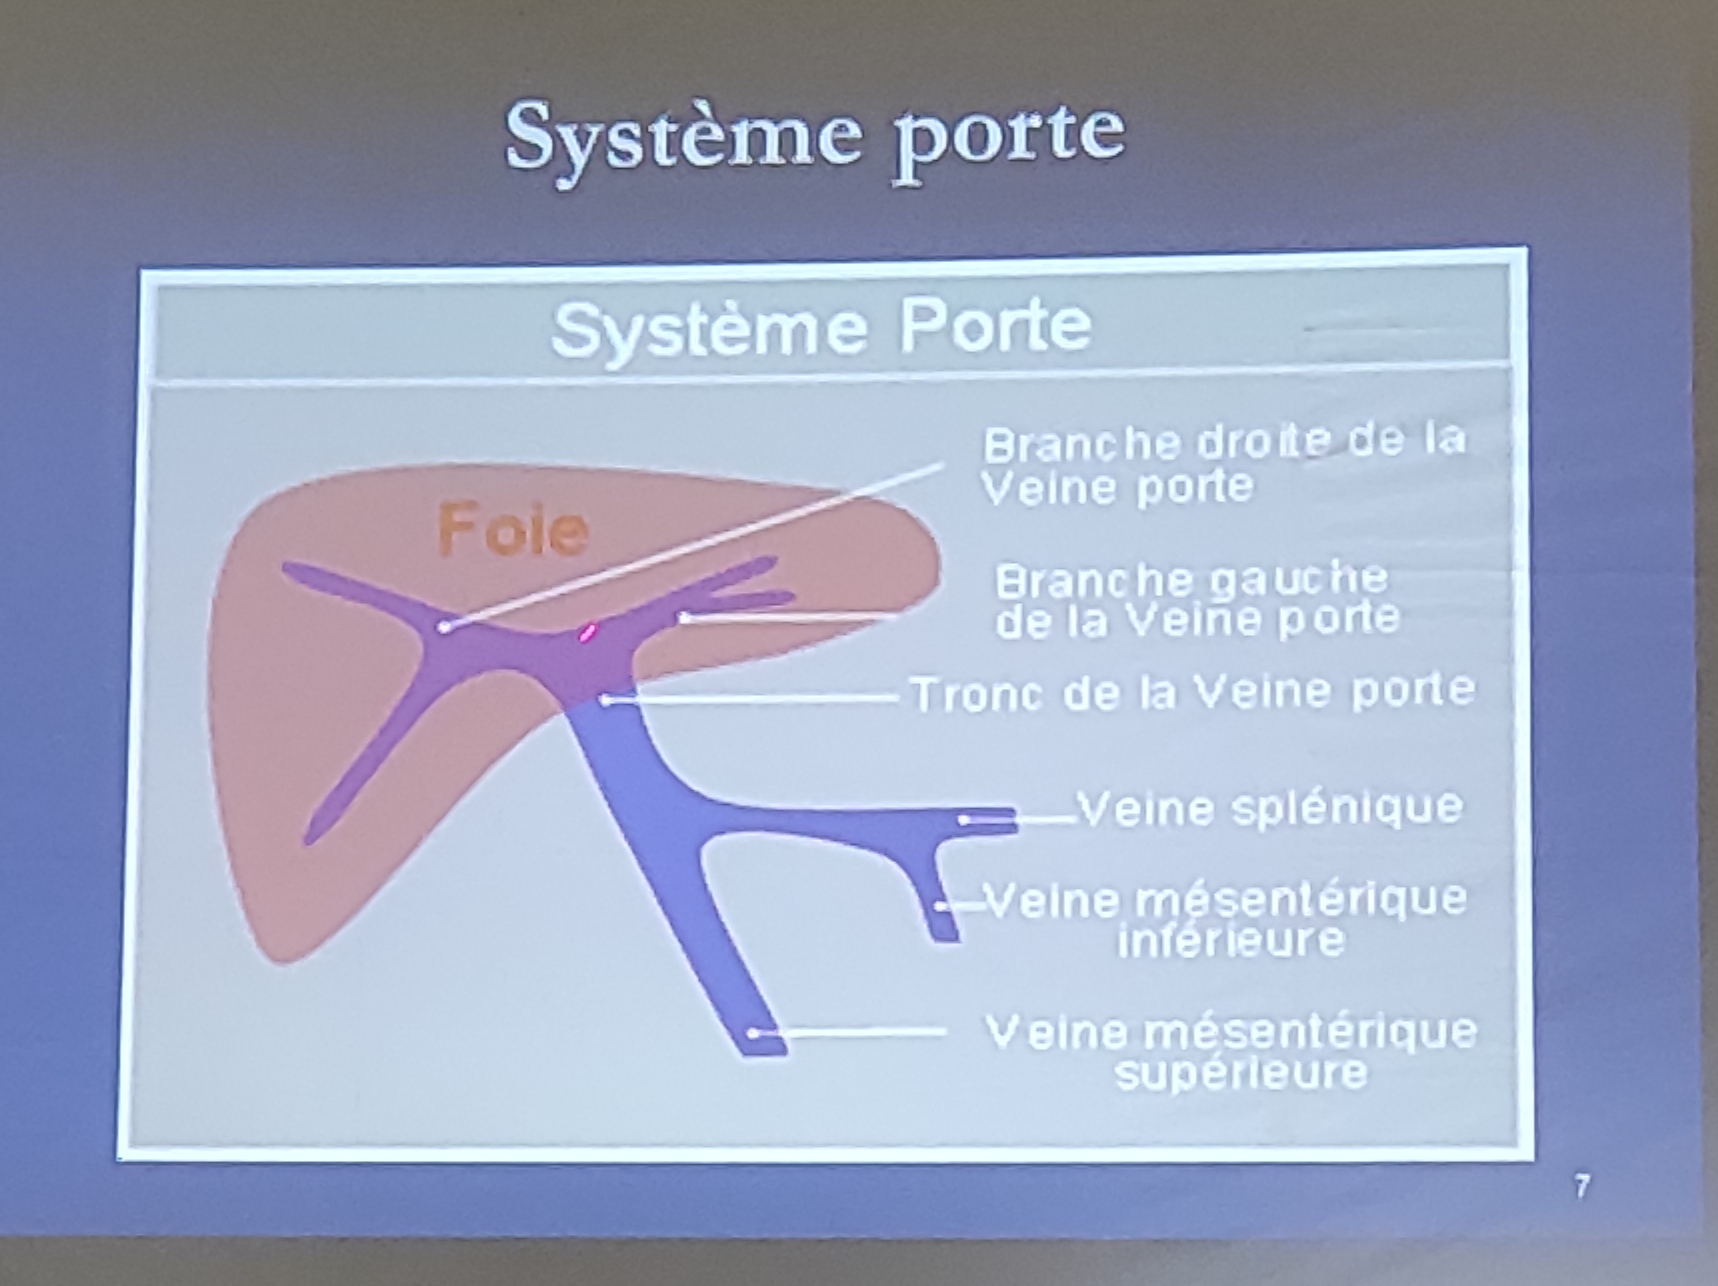 Système porte
Système Porte
Foie
Branche droite de la
Veine porte
Branche gauche
de la Veine porte
Tronc de la Veine porte
Veine splénique
Veine mésentérique
inférieure
Veine mésentérique
supérieure
7